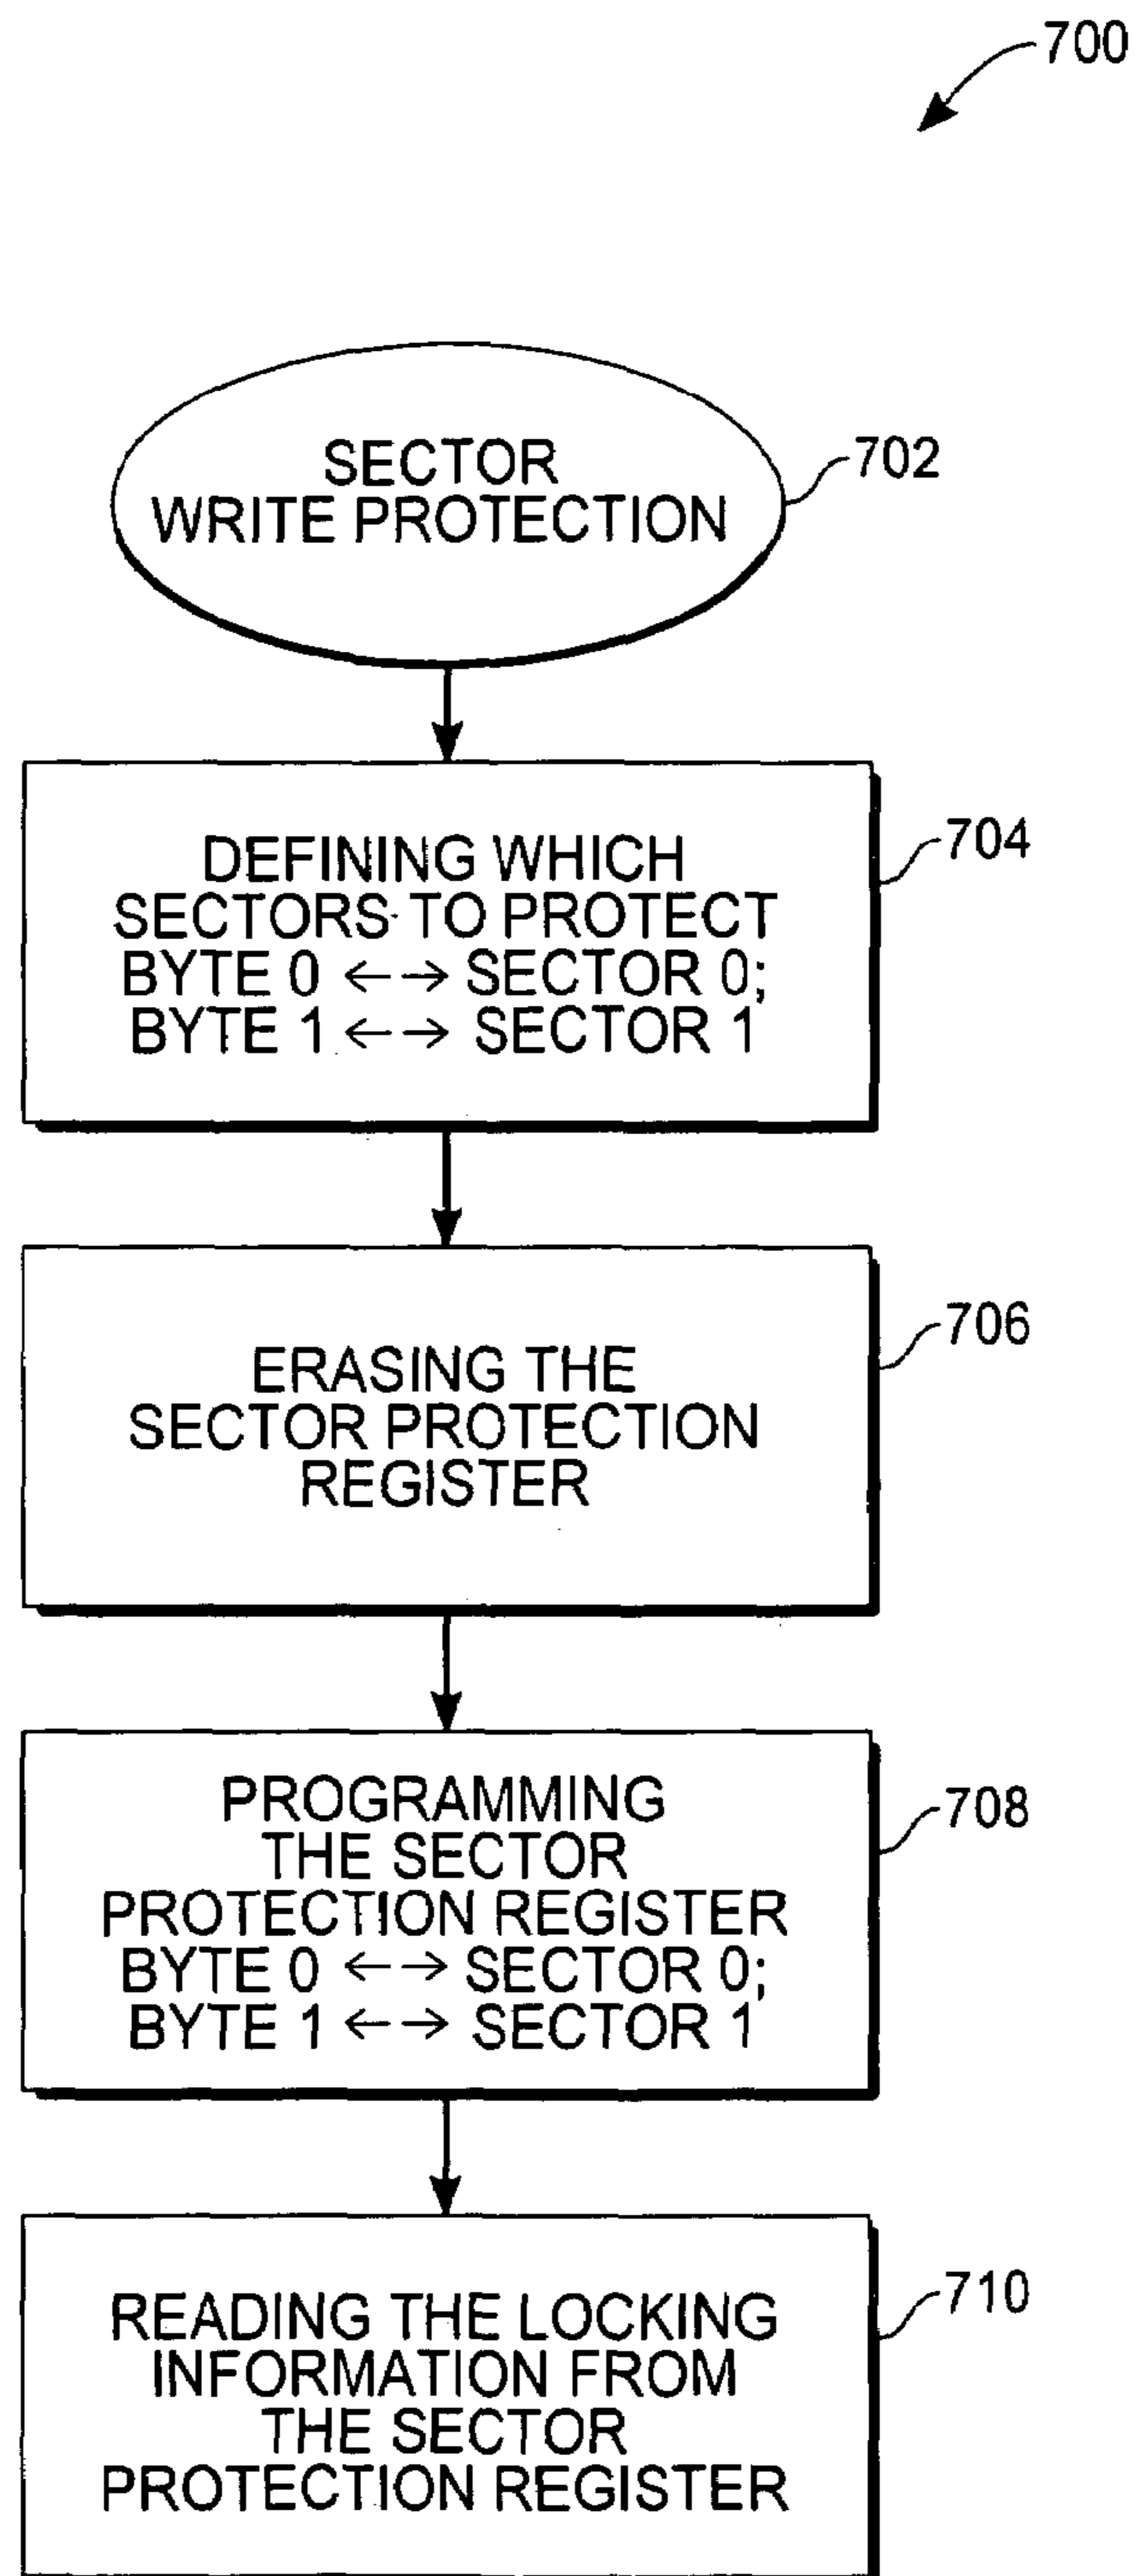 700
SECTOR
WRITE PROTECTION
702
DEFINING WHICH
SECTORS TO PROTECT
BYTE 0 ←→ SECTOR 0;
BYTE 1 ←→ SECTOR 1
704
ERASING THE
SECTOR PROTECTION
REGISTER
706
PROGRAMMING
THE SECTOR
PROTECTION REGISTER
BYTE 0 ←→ SECTOR 0;
BYTE 1 ←→ SECTOR 1
708
READING THE LOCKING
INFORMATION FROM
THE SECTOR
PROTECTION REGISTER
710